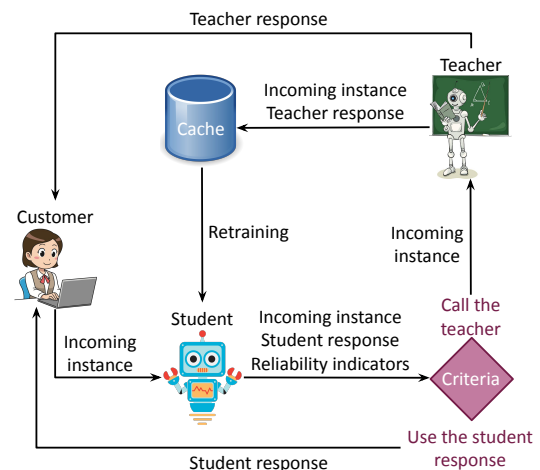 Teacher response
Teacher
Incoming instance
Teacher response
Cache
Customer
Retraining
Incoming
instance
Call the
teacher
Student
Incoming instance
Student response
Reliability indicators
Incoming
instance
Criteria
Use the student
response
Student response